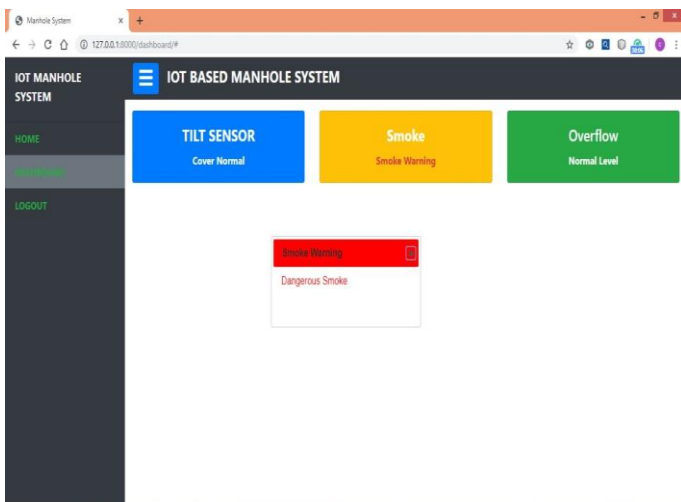 Manhole System
127.0.0.1:8000/dashboard/#
IOT MANHOLE
SYSTEM
IOT BASED MANHOLE SYSTEM
HOME
LOGOUT
TILT SENSOR
Cover Normal
Smoke
Smoke Warning
Overflow
Normal Level
Smoke Warning
Dangerous Smoke